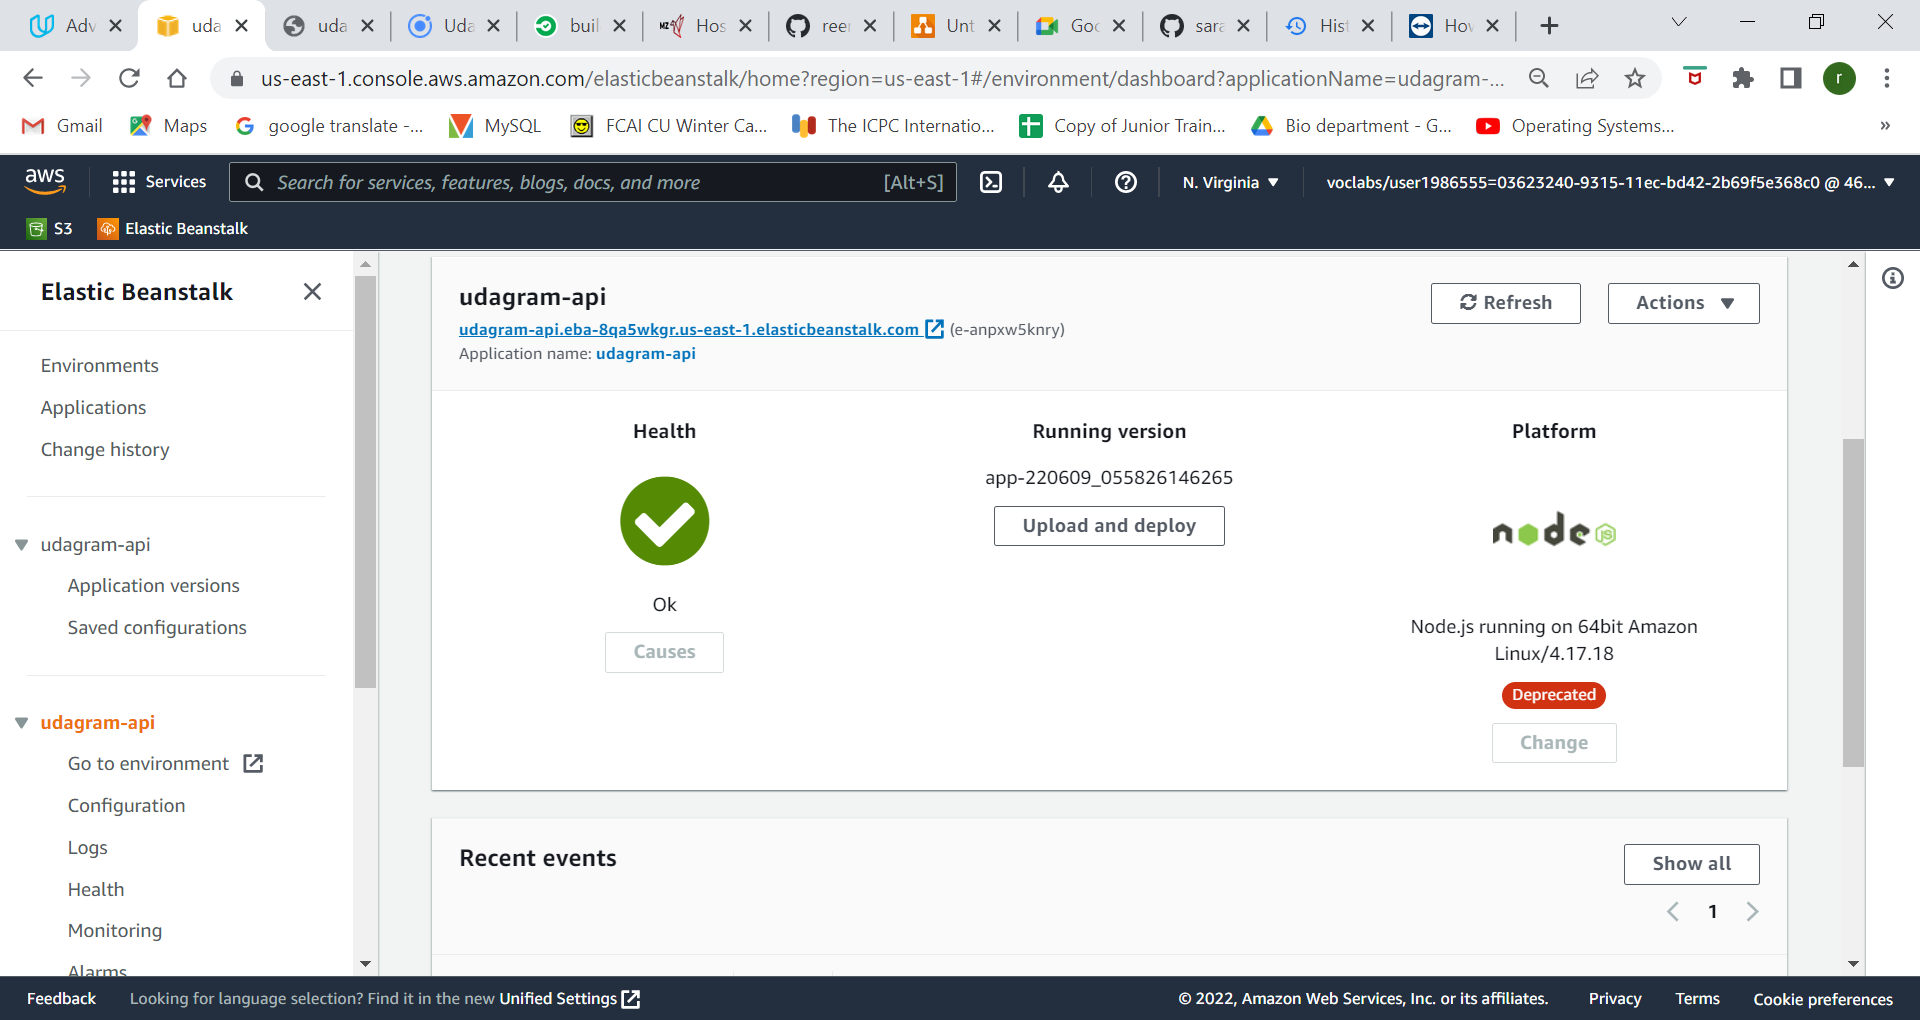 Adv
uda
uda
Uda
buil
Hos
reer
Unt
Goo
sara
Hist
How
us-east-1.console.aws.amazon.com/elasticbeanstalk/home?region=us-east-1#/environment/dashboard?applicationName=udagram-...
r
Gmail
Maps
google translate -...
MySQL
FCAI CU Winter Ca...
The ICPC Internatio...
Copy of Junior Train...
Bio department - G...
Operating Systems...
»
aws
Services
Search for services, features, blogs, docs, and more
[Alt+S]
N. Virginia
voclabs/user1986555=03623240-9315-11ec-bd42-2b69f5e368c0 @ 46...
S3
Elastic Beanstalk
Elastic Beanstalk
Environments
Applications
Change history
udagram-api
Application versions
Saved configurations
udagram-api
Go to environment
Configuration
Logs
Health
Monitoring
Alarms
udagram-api
udagram-api.eba-8qa5wkgr.us-east-1.elasticbeanstalk.com (e-anpxw5knry)
Application name: udagram-api
Refresh
Actions
Health
Ok
Causes
Running version
app-220609_055826146265
Upload and deploy
Platform
node JS
Node.js running on 64bit Amazon
Linux/4.17.18
Deprecated
Change
Recent events
Show all
1
Feedback
Looking for language selection? Find it in the new Unified Settings
© 2022, Amazon Web Services, Inc. or its affiliates.
Privacy
Terms
Cookie preferences